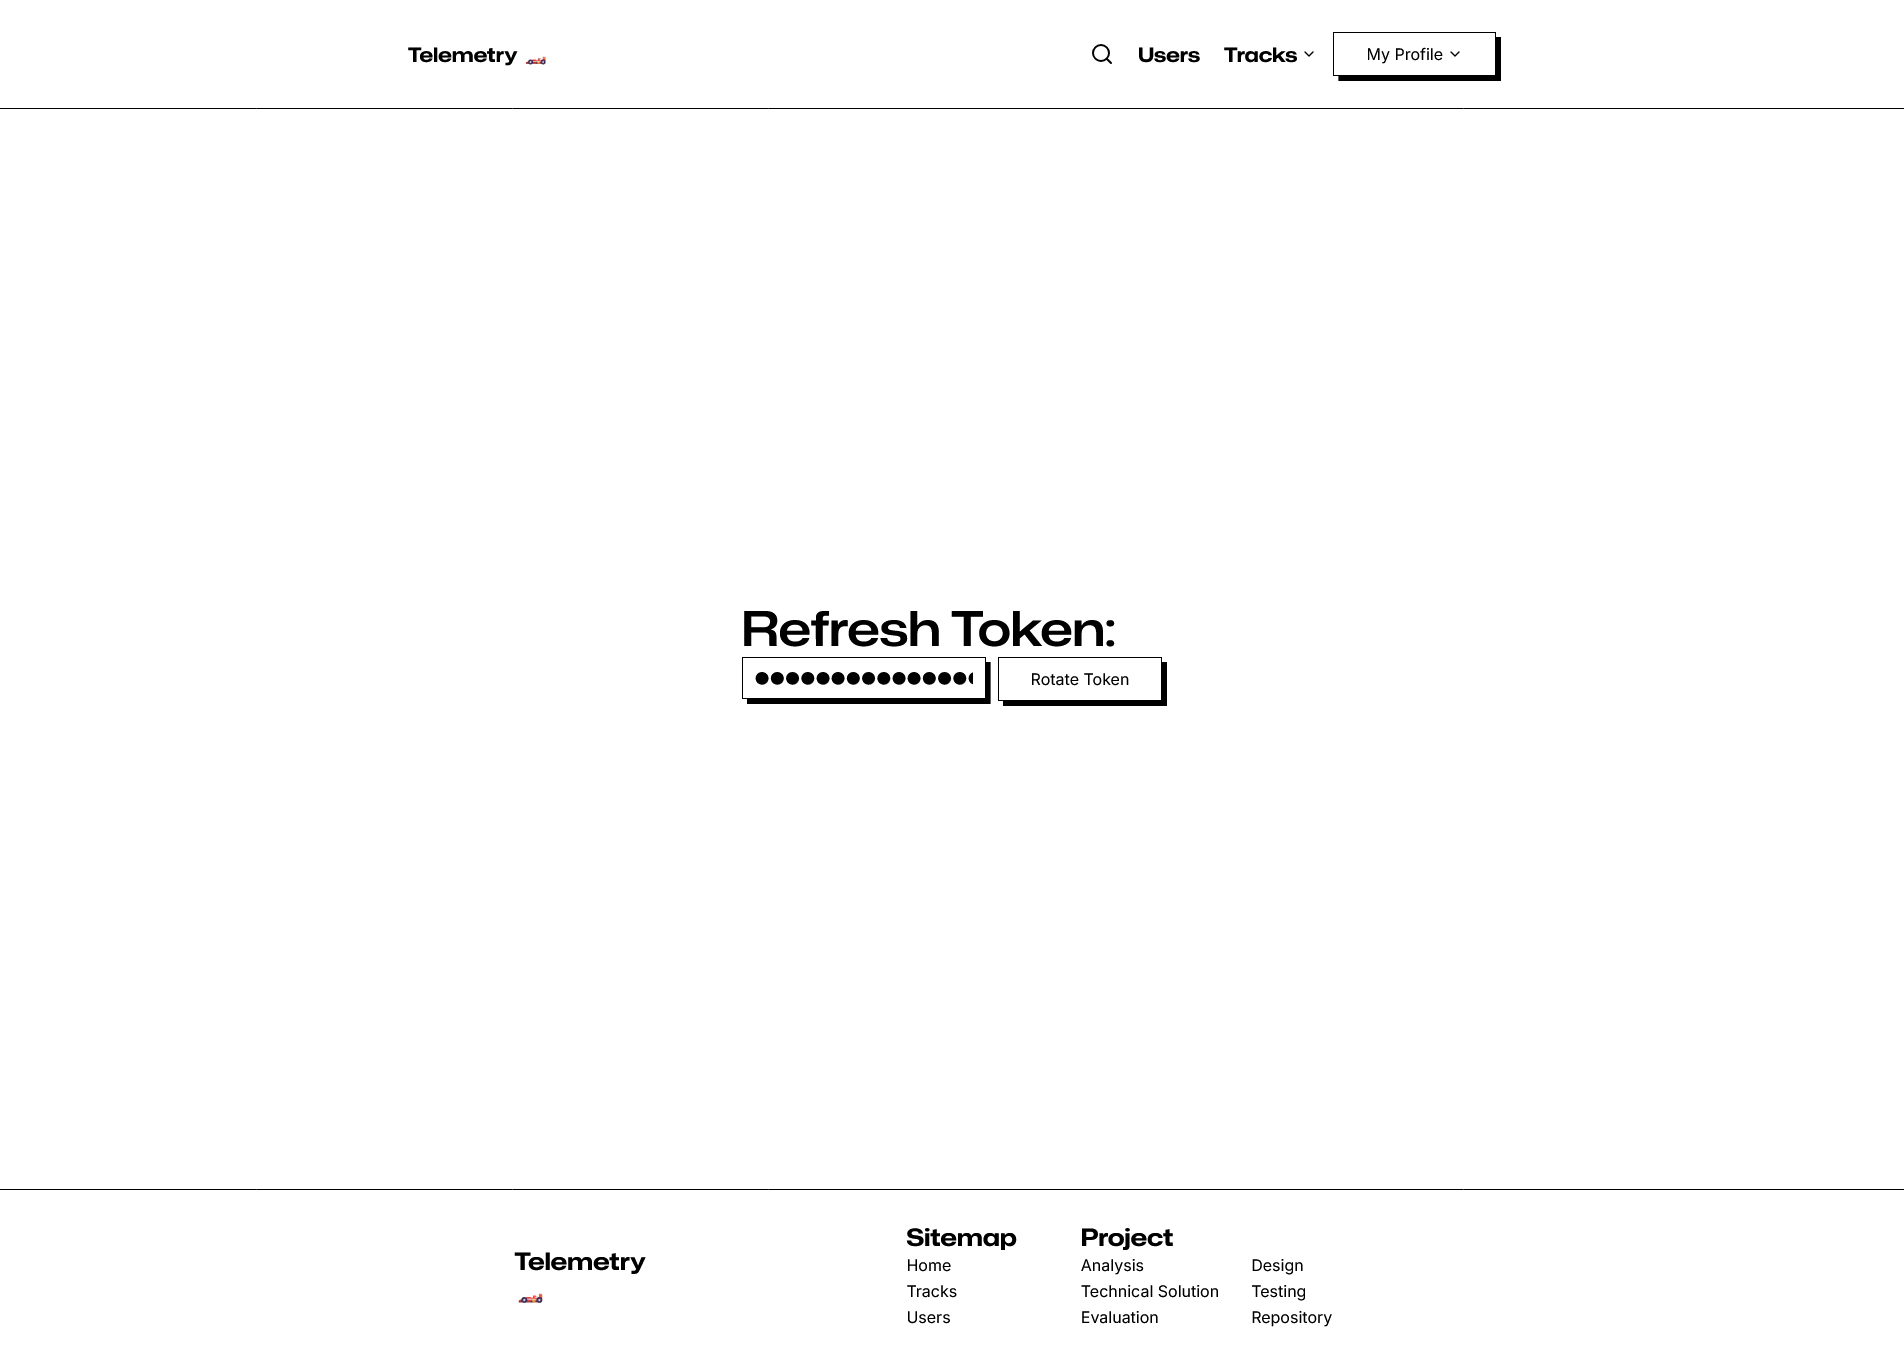 Telemetry
Users Tracks My Profile
Refresh Token:
Rotate Token
Telemetry
Sitemap
Home
Tracks
Users
Project
Analysis Design
Technical Solution Testing
Evaluation Repository